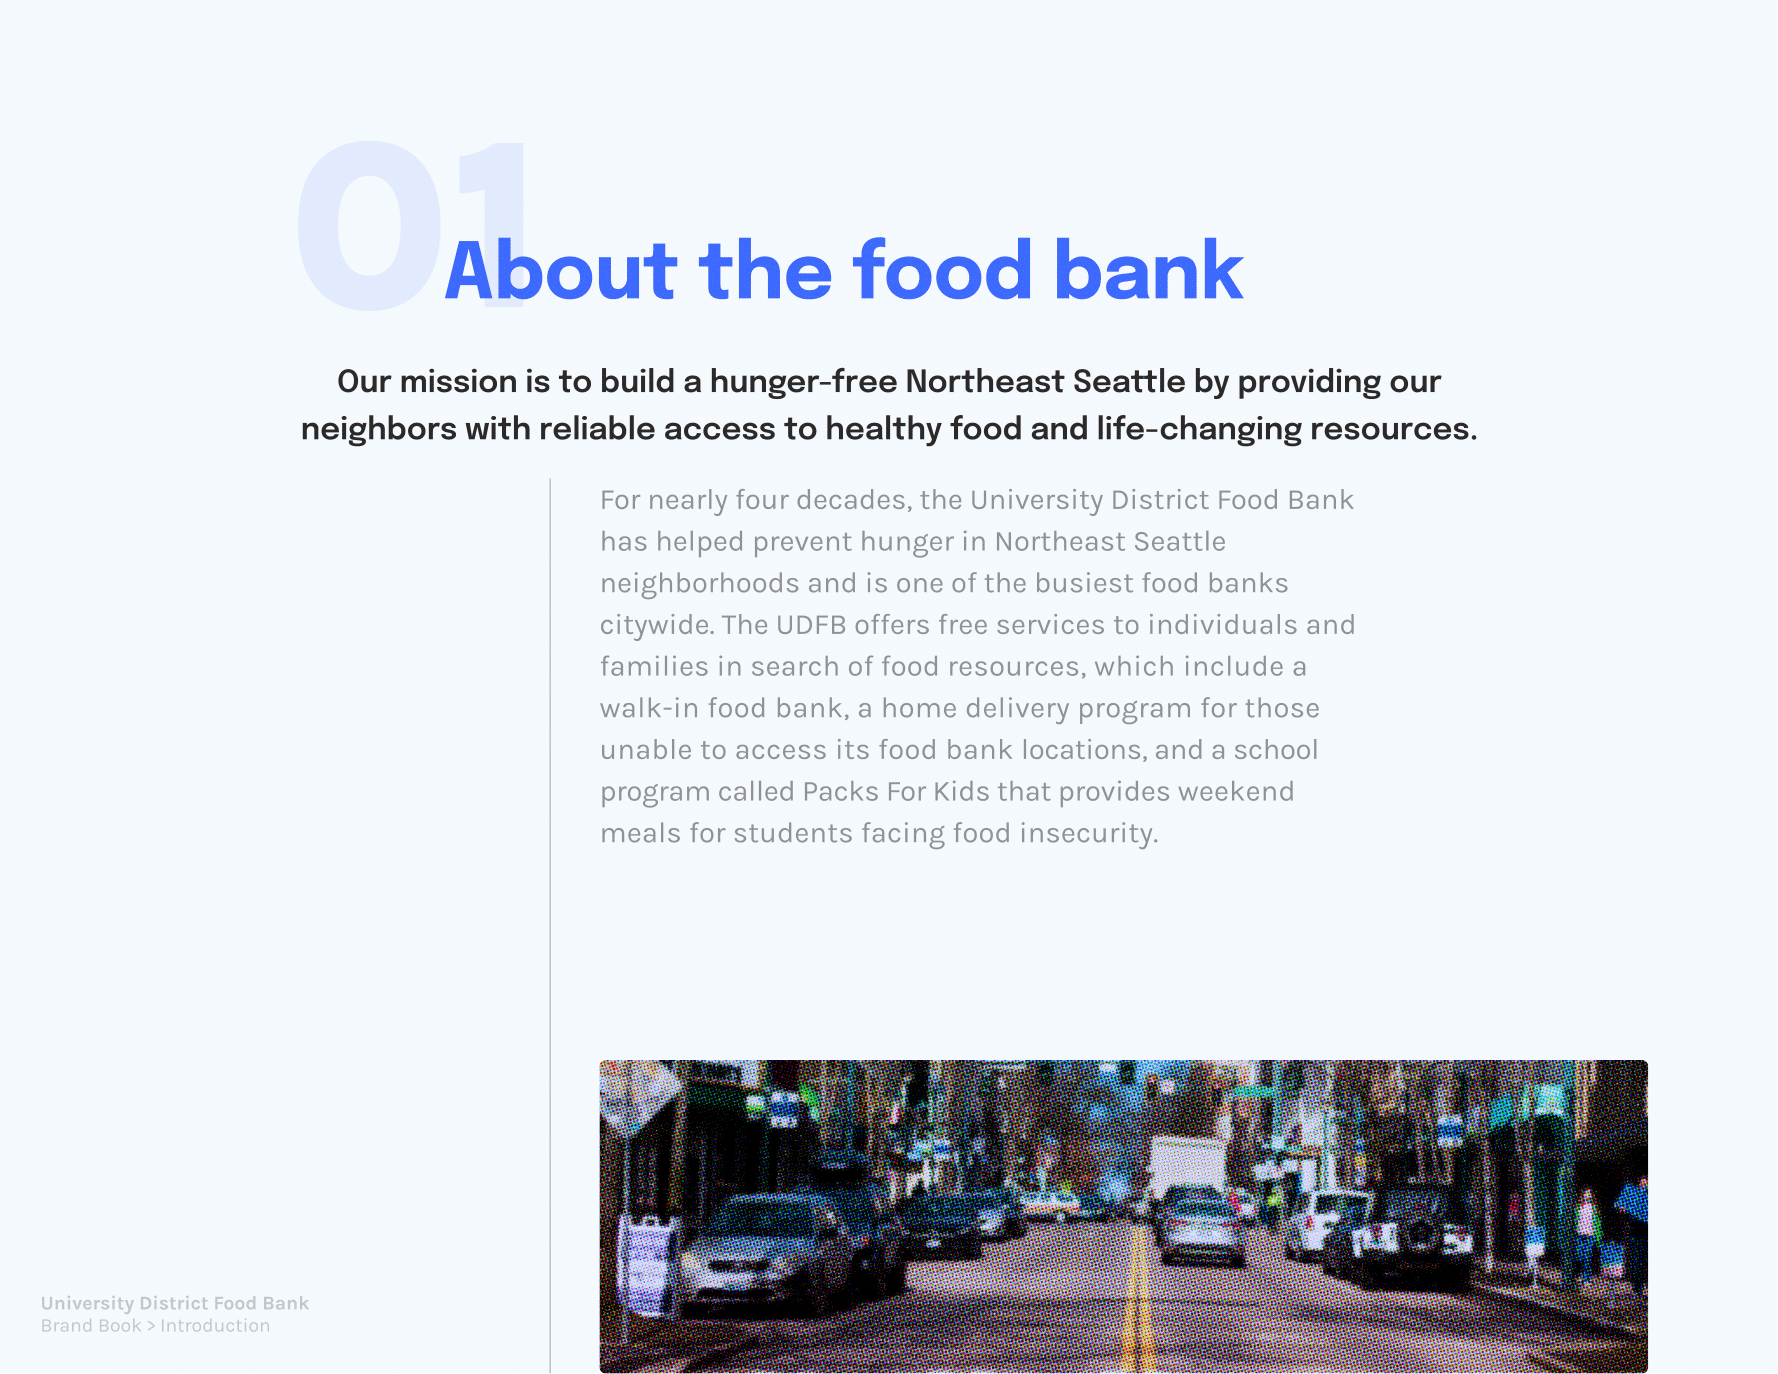 01
About the food bank
Our mission is to build a hunger-free Northeast Seattle by providing our
neighbors with reliable access to healthy food and life-changing resources.
For nearly four decades, the University District Food Bank
has helped prevent hunger in Northeast Seattle
neighborhoods and is one of the busiest food banks
citywide. The UDFB offers free services to individuals and
families in search of food resources, which include a
walk-in food bank, a home delivery program for those
unable to access its food bank locations, and a school
program called Packs For Kids that provides weekend
meals for students facing food insecurity.
University District Food Bank
Brand Book > Introduction